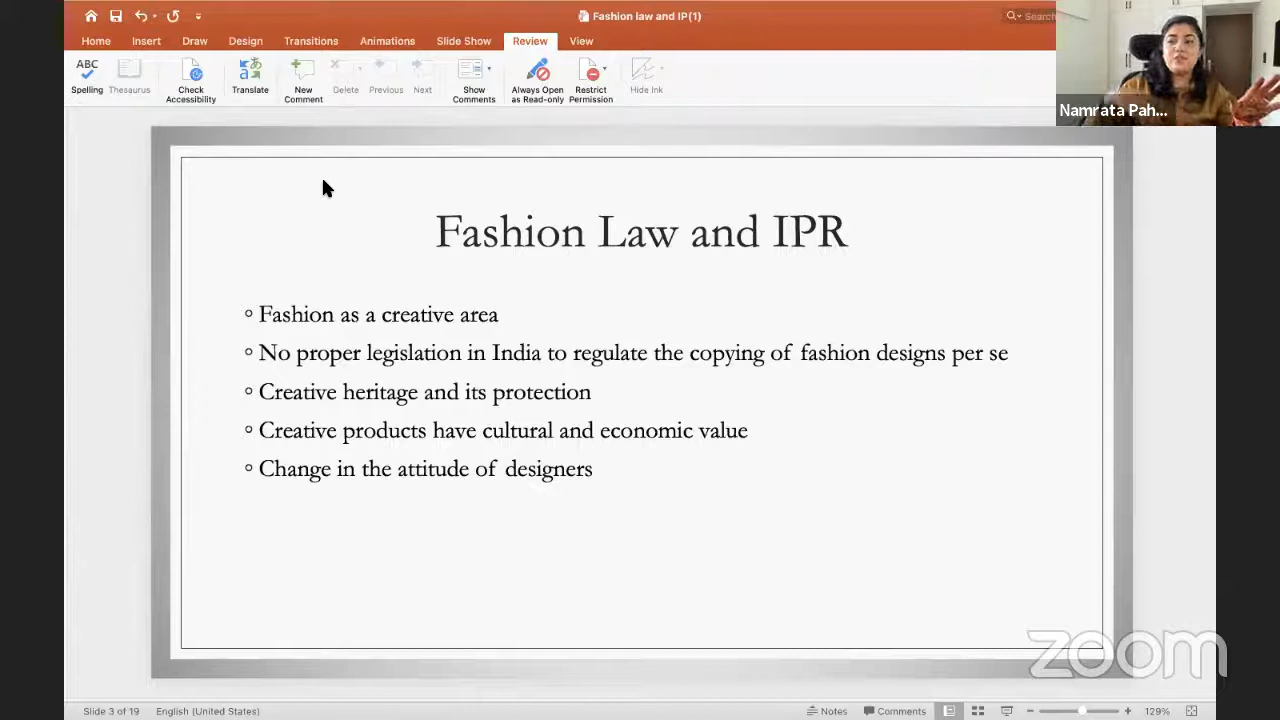 Fashion law and IP(1)
Search
Home Insert Draw Design Transitions Animations Slide Show Review View
ABC
Spelling Thesaurus Check Accessibility Translate New Comment Delete Previous Next Show Comments Always Open as Read-only Restrict Permission Hide Ink
Namrata Pah...
Fashion Law and IPR
Fashion as a creative area
No proper legislation in India to regulate the copying of fashion designs per se
Creative heritage and its protection
Creative products have cultural and economic value
Change in the attitude of designers
zoom
Slide 3 of 19 English (United States) Notes Comments 129%